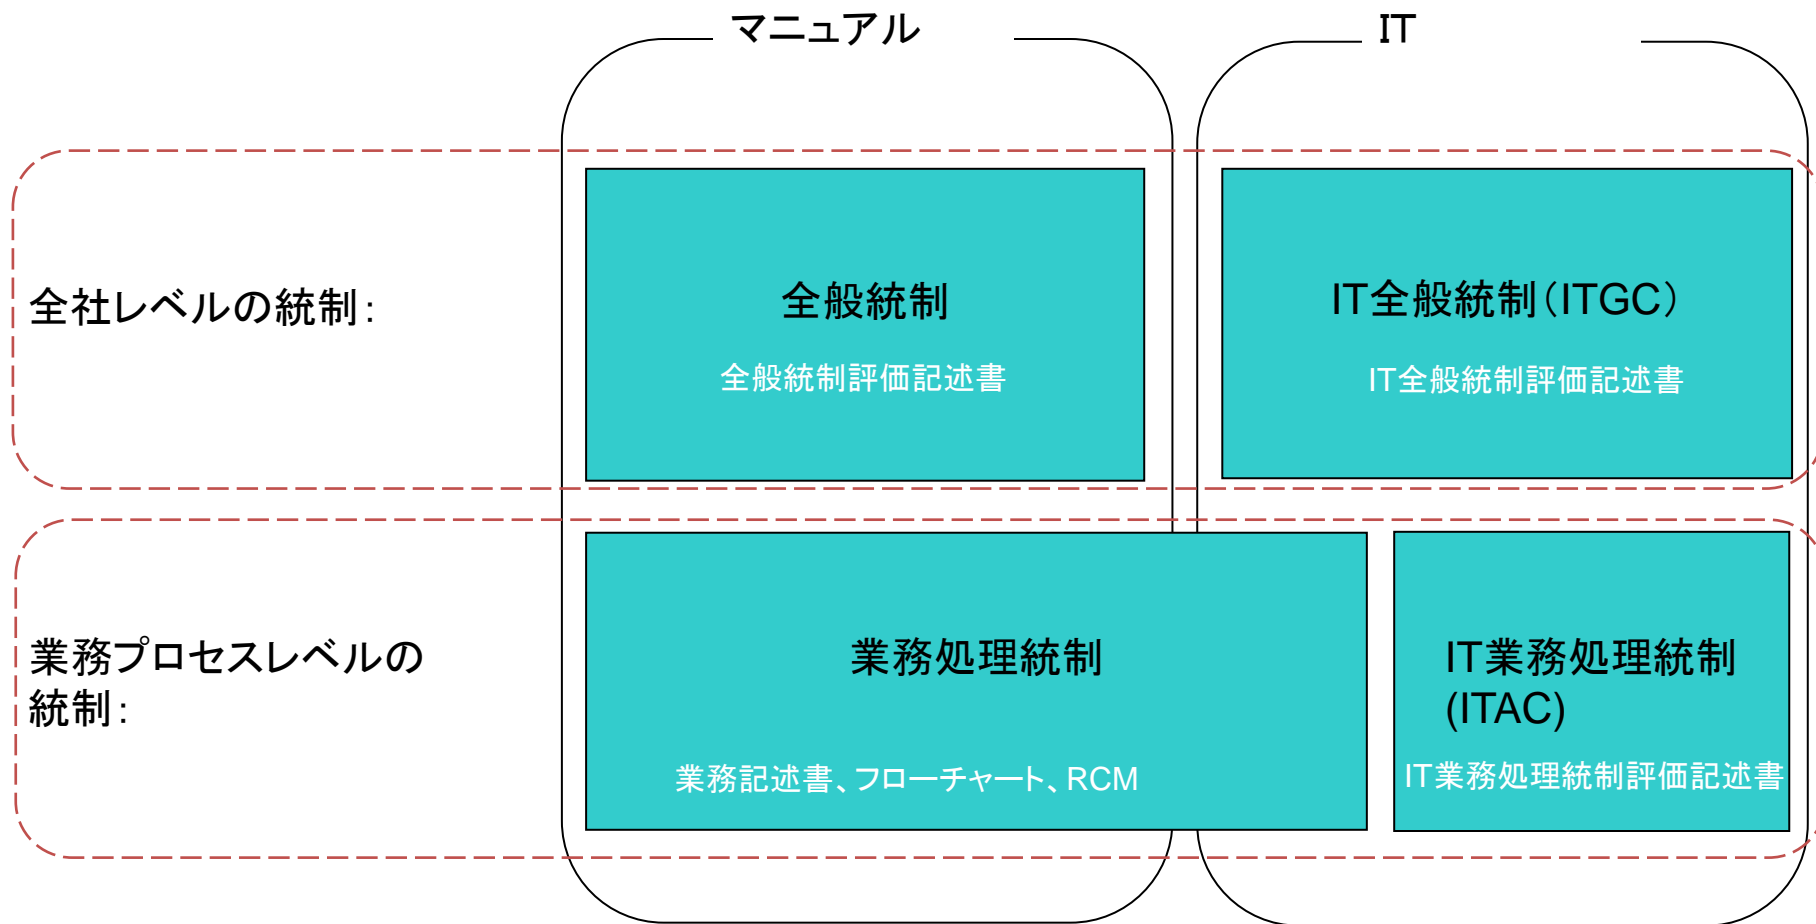 マニュアル
IT
全社レベルの統制：
全般統制
全般統制評価記述書
IT全般統制（ITGC）
IT全般統制評価記述書
業務プロセスレベルの
統制：
業務処理統制
業務記述書、フローチャート、RCM
IT業務処理統制
(ITAC)
IT業務処理統制評価記述書